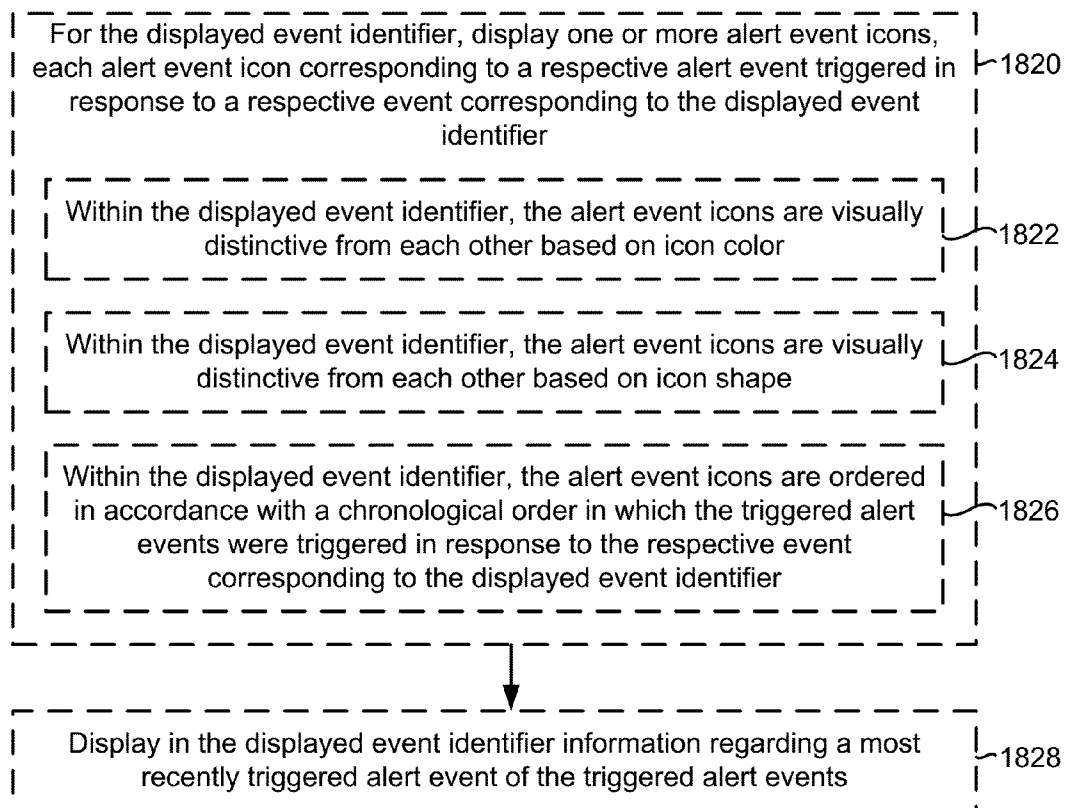 For the displayed event identifier, display one or more alert event icons,
each alert event icon corresponding to a respective alert event triggered in
response to a respective event corresponding to the displayed event
identifier
1820
Within the displayed event identifier, the alert event icons are visually
distinctive from each other based on icon color
1822
Within the displayed event identifier, the alert event icons are visually
distinctive from each other based on icon shape
1824
Within the displayed event identifier, the alert event icons are ordered
in accordance with a chronological order in which the triggered alert
events were triggered in response to the respective event
corresponding to the displayed event identifier
1826
Display in the displayed event identifier information regarding a most
recently triggered alert event of the triggered alert events
1828